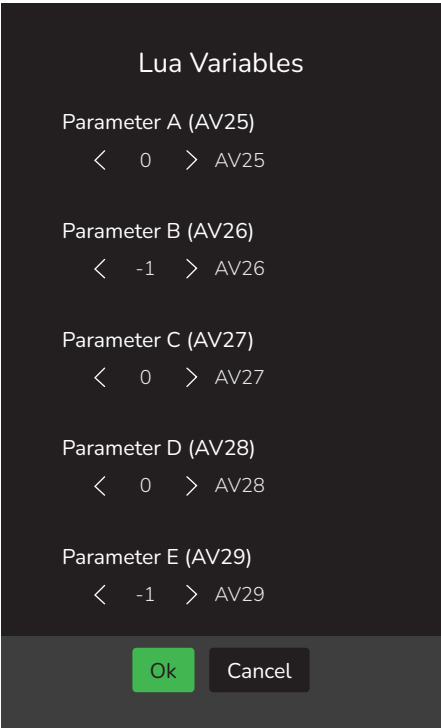 Lua Variables
Parameter A (AV25)
0 AV25
Parameter B (AV26)
-1 AV26
Parameter C (AV27)
0 AV27
Parameter D (AV28)
0 AV28
Parameter E (AV29)
-1 AV29
Ok Cancel